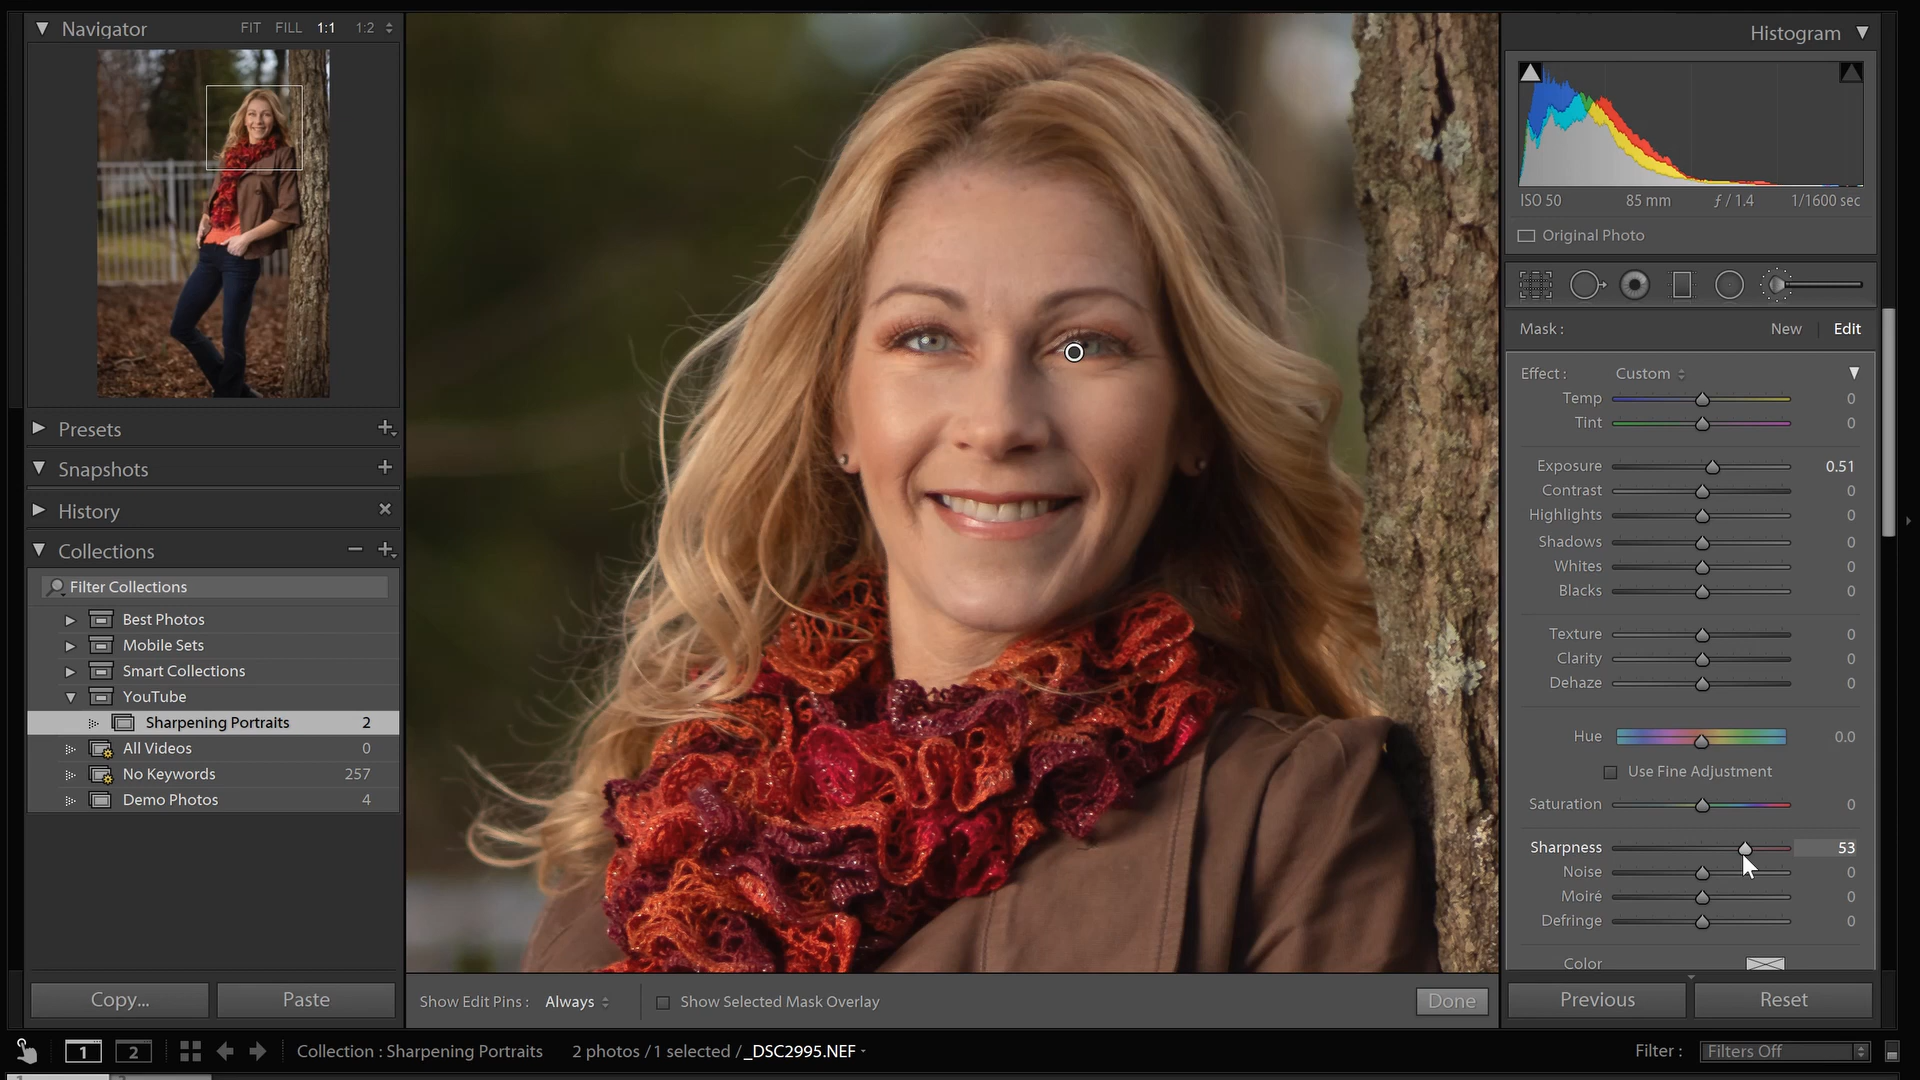 Navigator FIT FILL 1:1 1:2
Presets
Snapshots
History
Collections
Filter Collections
Best Photos
Mobile Sets
Smart Collections
YouTube
Sharpening Portraits 2
All Videos 0
No Keywords 257
Demo Photos 4
Copy... Paste
Show Edit Pins : Always Show Selected Mask Overlay Done
Histogram
ISO 50 85 mm ƒ / 1.4 1/1600 sec
Original Photo
Mask : New Edit
Effect : Custom
Temp 0
Tint 0
Exposure 0.51
Contrast 0
Highlights 0
Shadows 0
Whites 0
Blacks 0
Texture 0
Clarity 0
Dehaze 0
Hue 0.0
Use Fine Adjustment
Saturation 0
Sharpness 53
Noise 0
Moiré 0
Defringe 0
Color
Previous Reset
1 2 Collection : Sharpening Portraits 2 photos / 1 selected / _DSC2995.NEF Filter : Filters Off